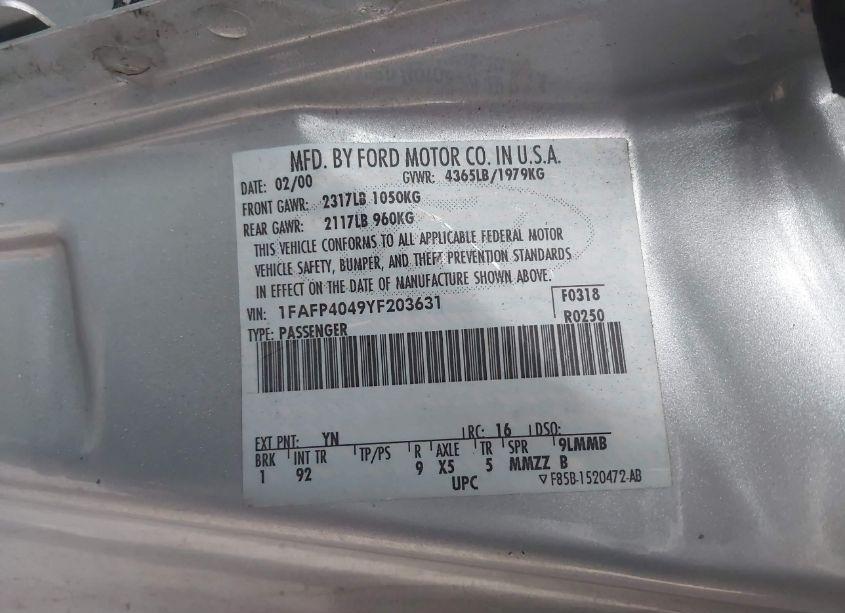 MFD. BY FORD MOTOR CO. IN U.S.A.
DATE: 02/00 GVWR: 4365LB/1979KG
FRONT GAWR: 2317LB 1050KG
REAR GAWR: 2117LB 960KG
THIS VEHICLE CONFORMS TO ALL APPLICABLE FEDERAL MOTOR
VEHICLE SAFETY, BUMPER, AND THEFT PREVENTION STANDARDS
IN EFFECT ON THE DATE OF MANUFACTURE SHOWN ABOVE.
VIN: 1FAFP4049YF203631 F0318
TYPE: PASSENGER R0250
EXT PNT: YN RC: 16 DSO:
BRK INT TR TP/PS R AXLE TR SPR 9LMMB
1 92 9 X5 5 MMZZ B
UPC ▽F85B-1520472-AB